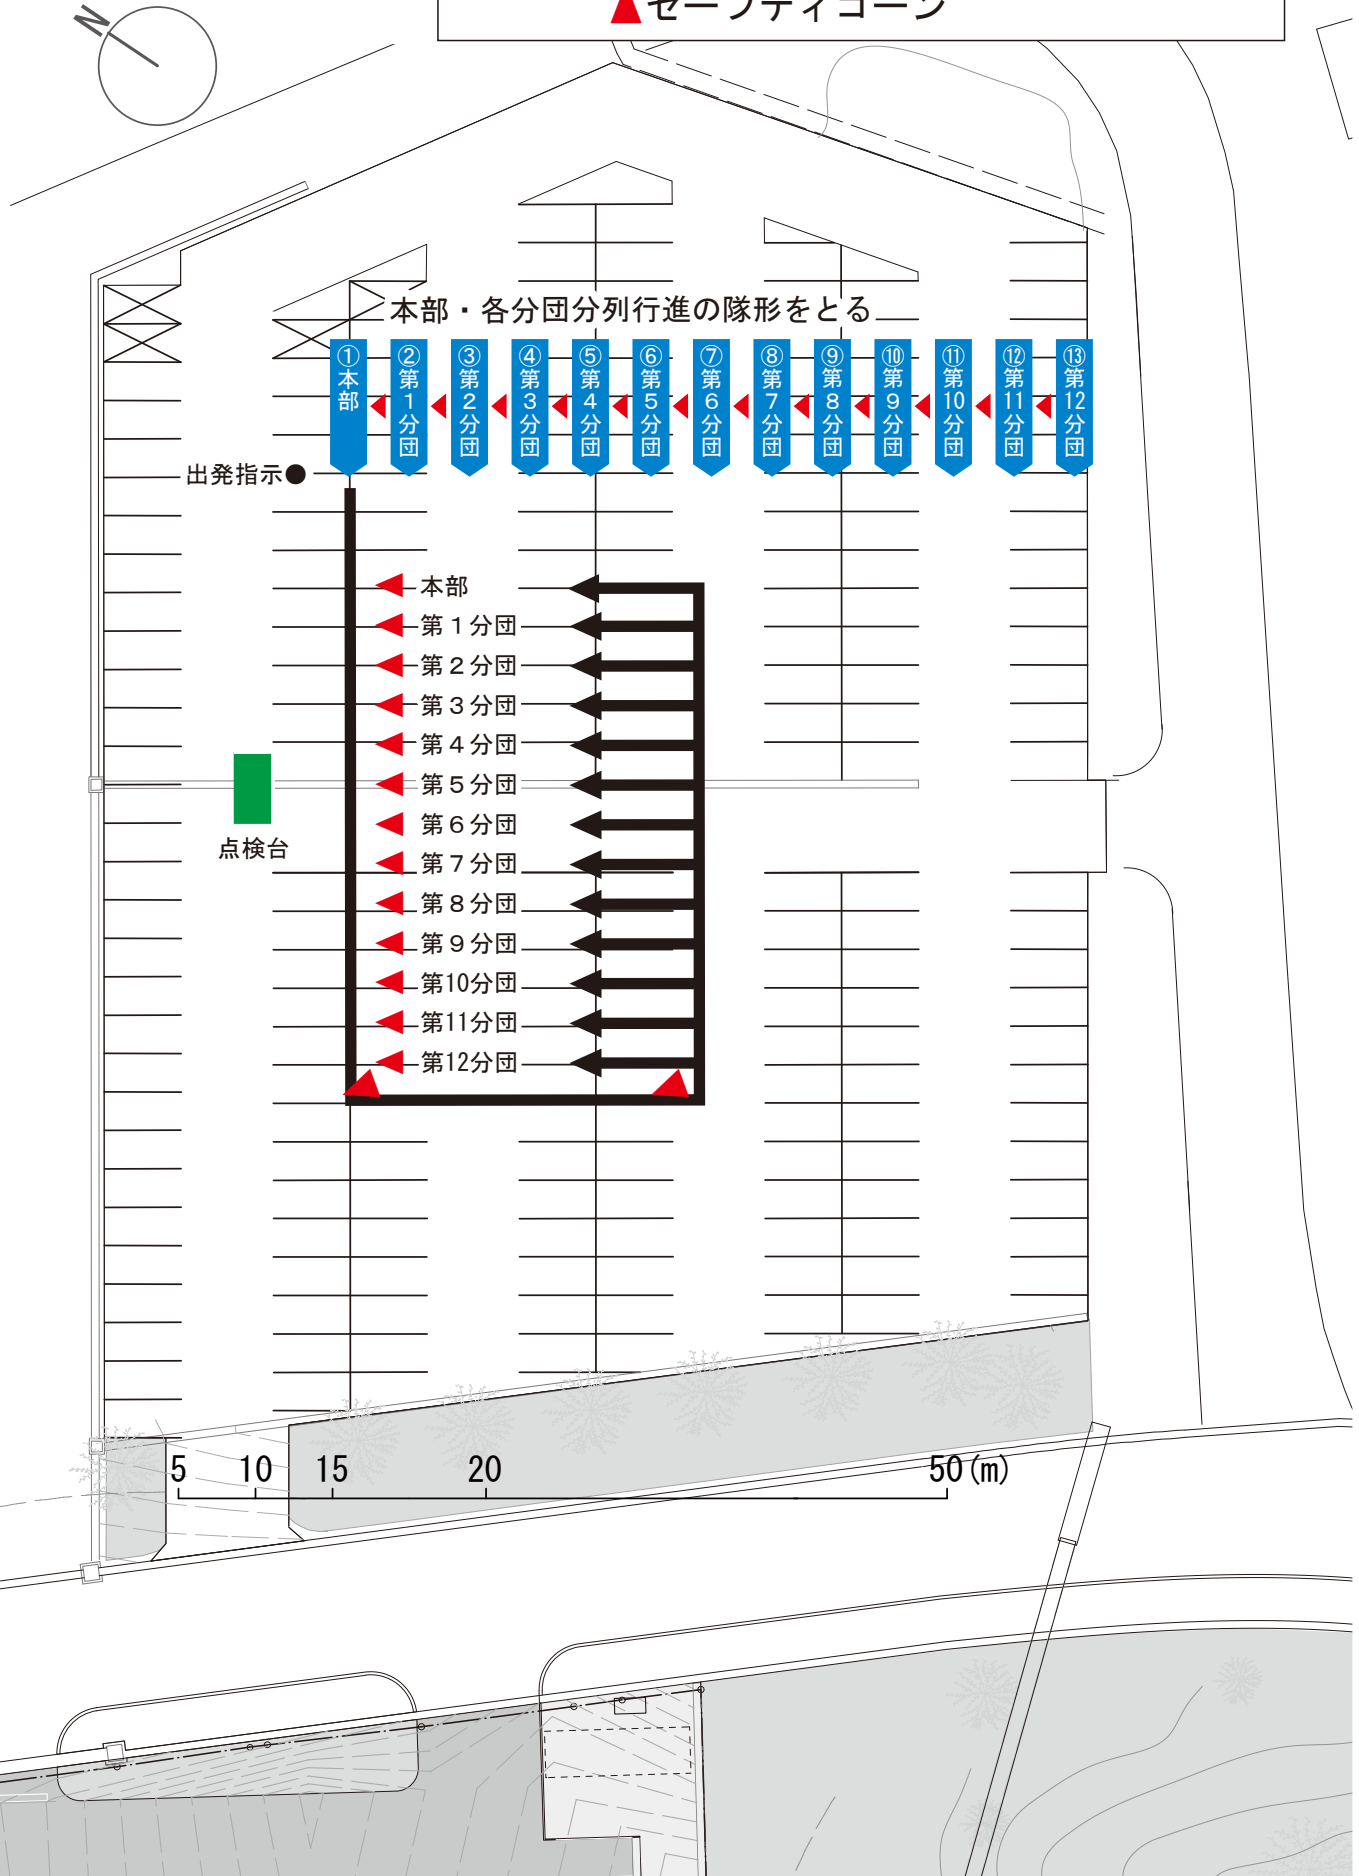 ▲セーフティコーン
N
本部・各分団分列行進の隊形をとる
①本部
②第1分団
③第2分団
④第3分団
⑤第4分団
⑥第5分団
⑦第6分団
⑧第7分団
⑨第8分団
⑩第9分団
⑪第10分団
⑫第11分団
⑬第12分団
出発指示●
本部
第1分団
第2分団
第3分団
第4分団
第5分団
第6分団
第7分団
第8分団
第9分団
第10分団
第11分団
第12分団
点検台
5 10 15 20 50(m)